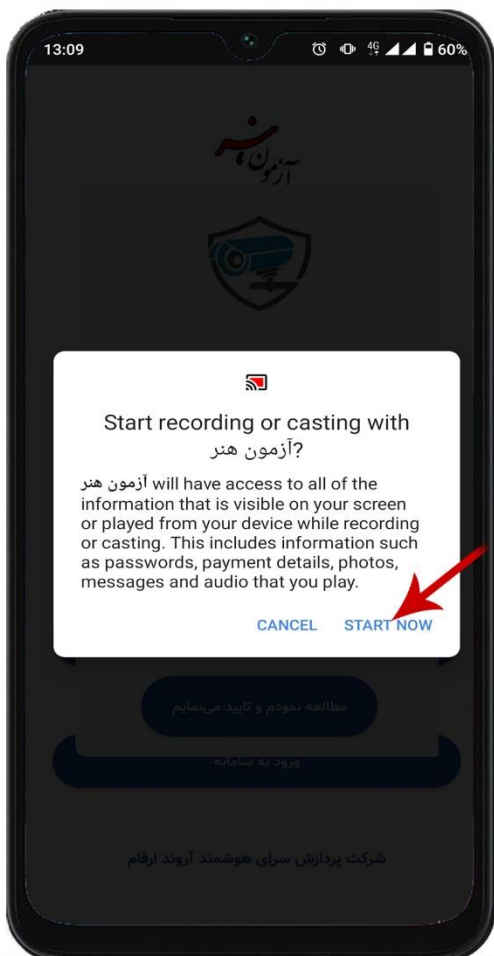 13:09
4G
60%
آزمون هنر
Start recording or casting with
آزمون هنر?
آزمون هنر will have access to all of the
information that is visible on your screen
or played from your device while recording
or casting. This includes information such
as passwords, payment details, photos,
messages and audio that you play.
CANCEL START NOW
مطالعه نمودم و تایید می‌نمایم
ورود به سامانه
شرکت پردازش سرای هوشمند آروند ارقام